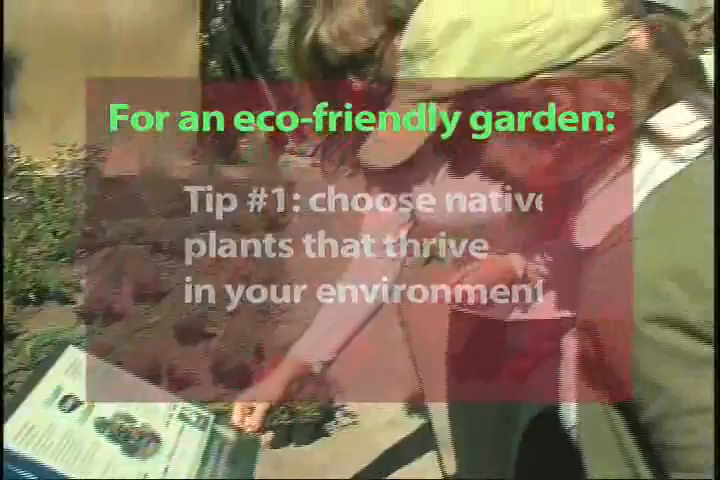 For an eco-friendly garden:
Tip #1: choose native
plants that thrive
in your environment